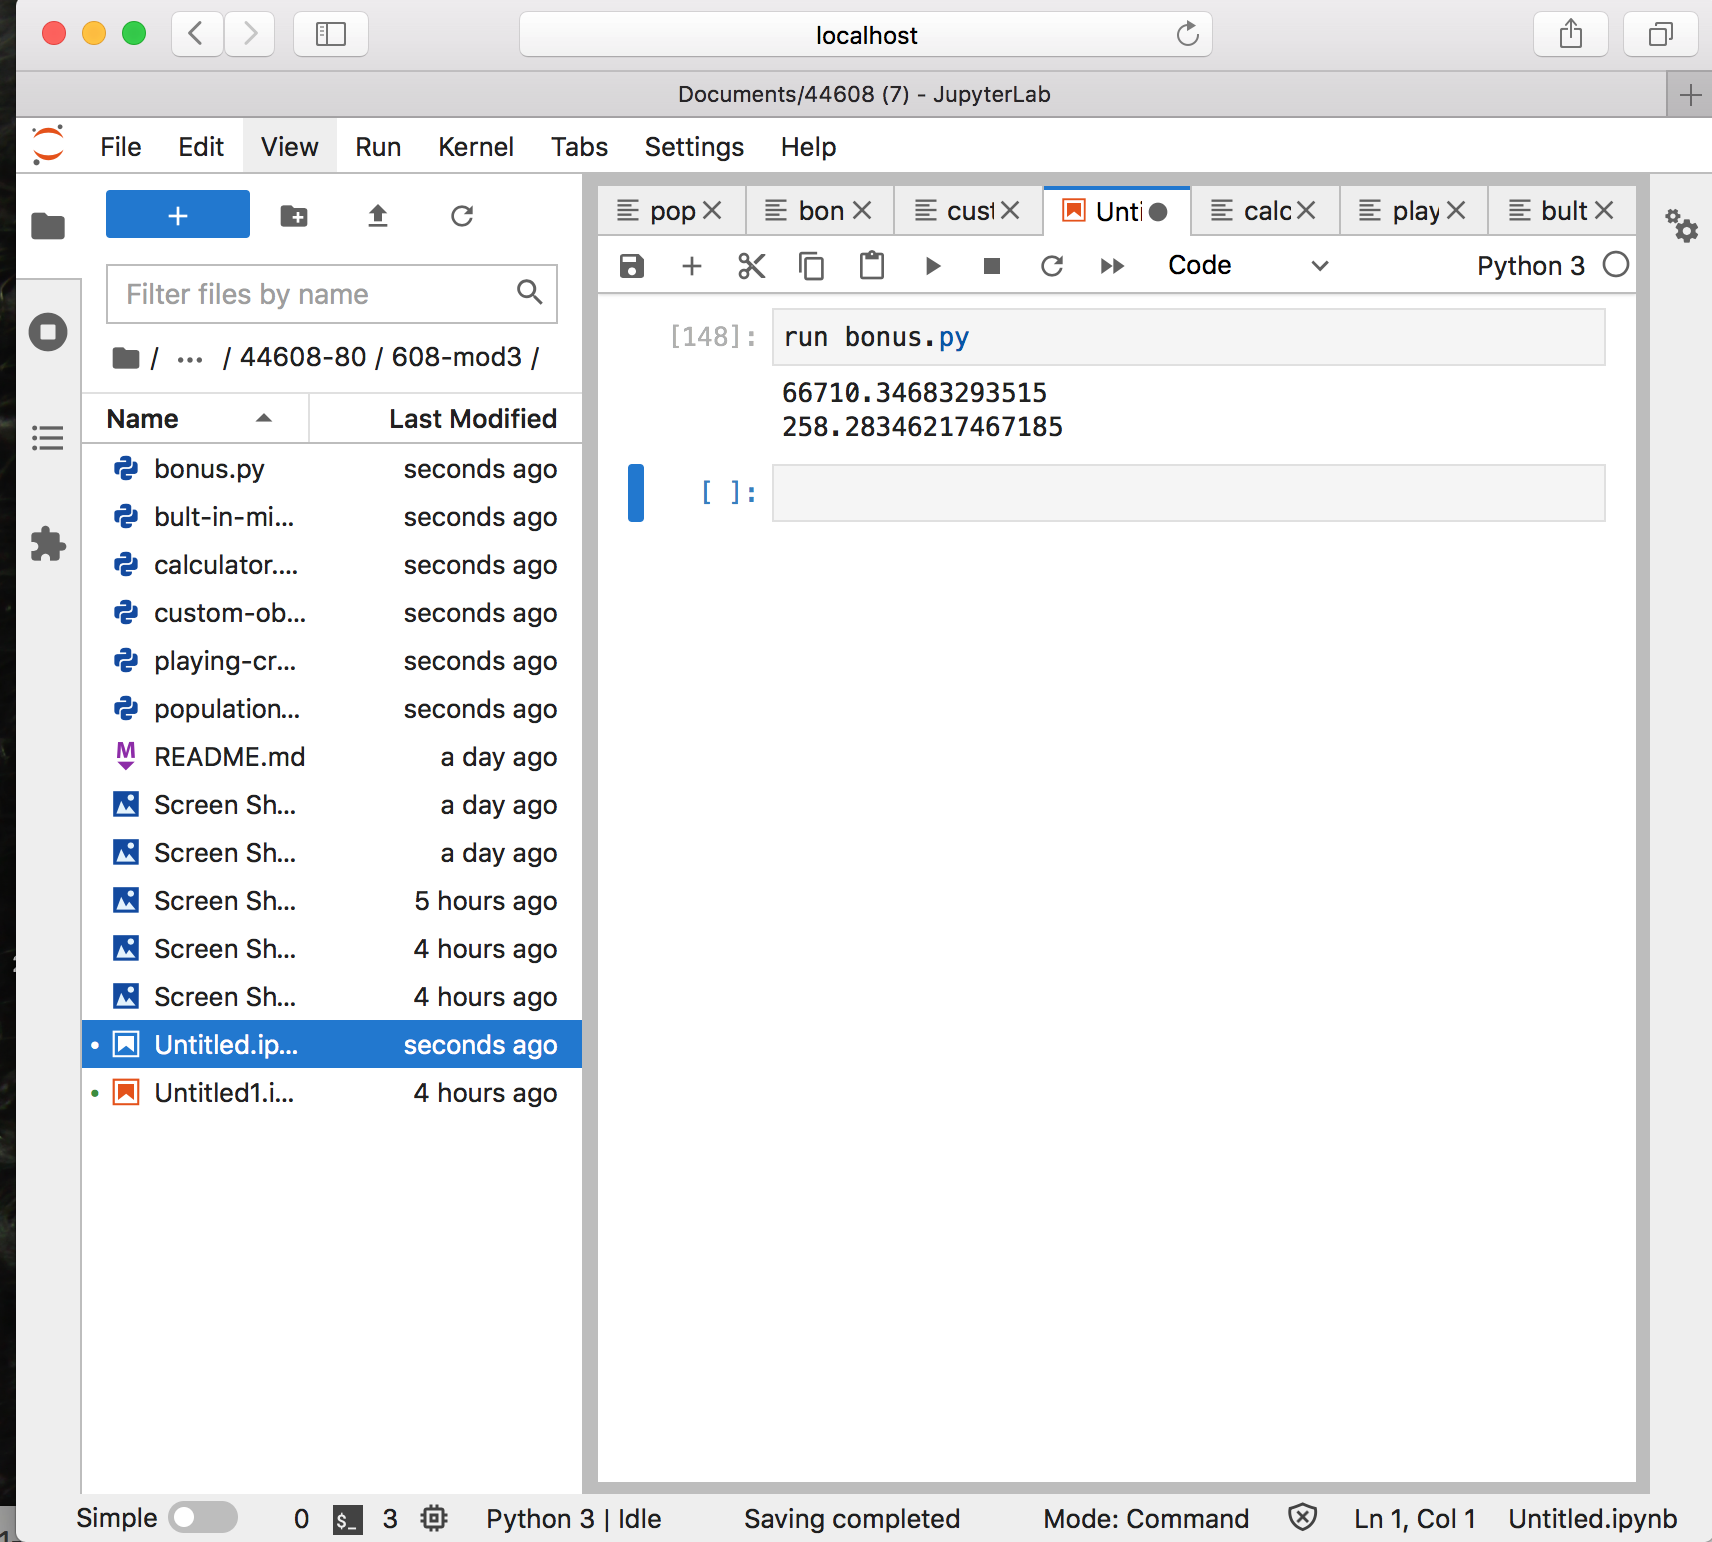 localhost
Documents/44608 (7) - JupyterLab
File Edit View Run Kernel Tabs Settings Help
pop bon cust Unti calc play bult
Code Python 3
Filter files by name
/ ... / 44608-80 / 608-mod3 /
Name Last Modified
bonus.py seconds ago
bult-in-mi... seconds ago
calculator.... seconds ago
custom-ob... seconds ago
playing-cr... seconds ago
population... seconds ago
README.md a day ago
Screen Sh... a day ago
Screen Sh... a day ago
Screen Sh... 5 hours ago
Screen Sh... 4 hours ago
Screen Sh... 4 hours ago
Untitled.ip... seconds ago
Untitled1.i... 4 hours ago
[148]: run bonus.py
66710.34683293515
258.28346217467185
[ ]:
Simple 0 $_ 3 Python 3 | Idle Saving completed Mode: Command Ln 1, Col 1 Untitled.ipynb